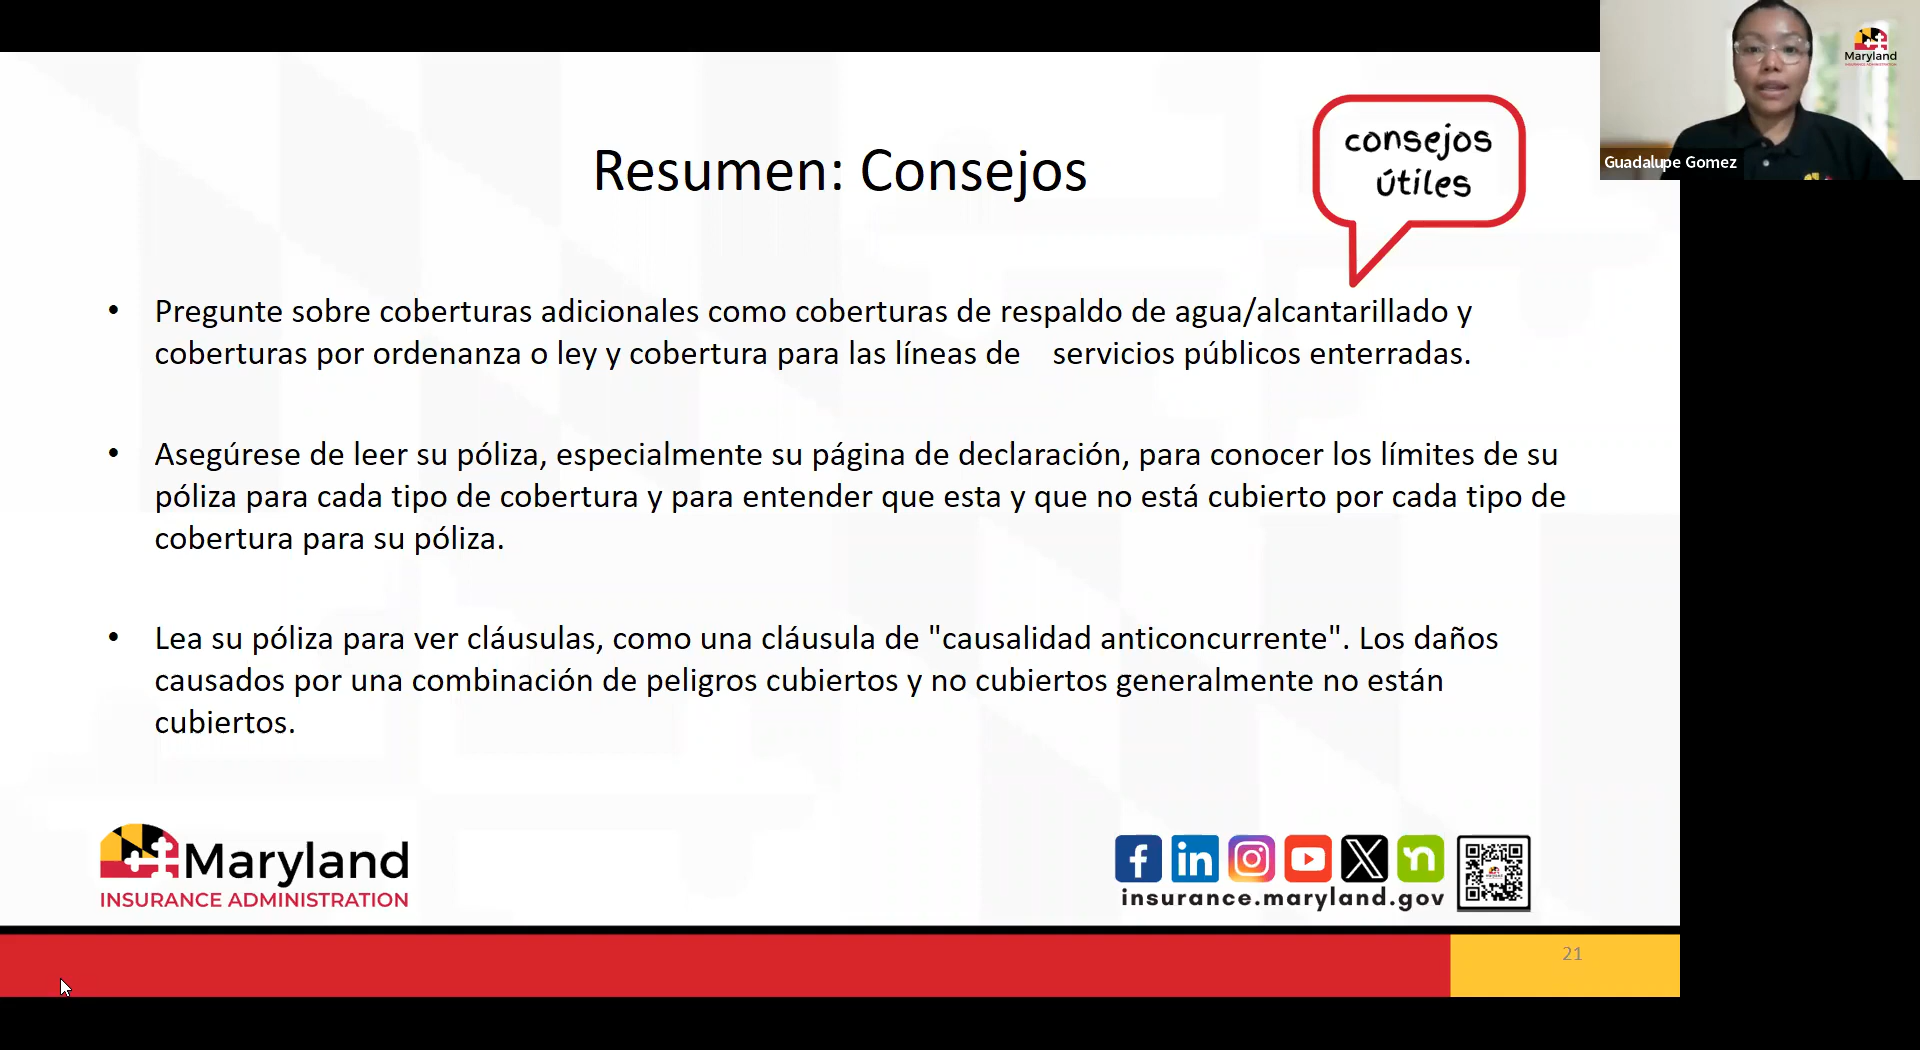 Maryland
Guadalupe Gomez
consejos
útiles
Resumen: Consejos
• Pregunte sobre coberturas adicionales como coberturas de respaldo de agua/alcantarillado y
coberturas por ordenanza o ley y cobertura para las líneas de servicios públicos enterradas.
• Asegúrese de leer su póliza, especialmente su página de declaración, para conocer los límites de su
póliza para cada tipo de cobertura y para entender que esta y que no está cubierto por cada tipo de
cobertura para su póliza.
• Lea su póliza para ver cláusulas, como una cláusula de "causalidad anticoncurrente". Los daños
causados por una combinación de peligros cubiertos y no cubiertos generalmente no están
cubiertos.
Maryland
INSURANCE ADMINISTRATION
insurance.maryland.gov
21